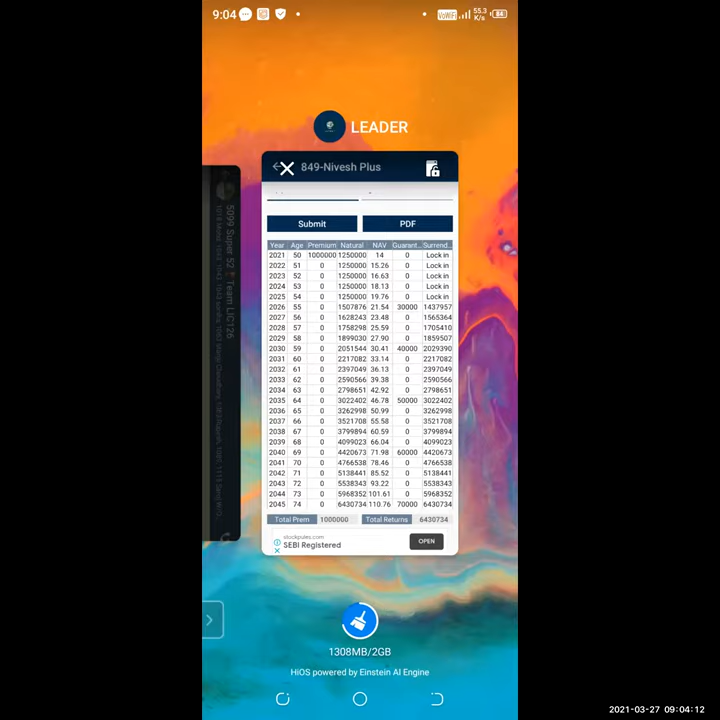 9:04 VoWiFi 55.3 K/s 84
LEADER
849-Nivesh Plus
Submit PDF
Year Age Premium Natural NAV Guarant... Surrend...
2021 50 1000000 1250000 14 0 Lock in
2022 51 0 1250000 15.26 0 Lock in
2023 52 0 1250000 16.63 0 Lock in
2024 53 0 1250000 18.13 0 Lock in
2025 54 0 1250000 19.76 0 Lock in
2026 55 0 1507876 21.54 30000 1437957
2027 56 0 1628243 23.48 0 1565364
2028 57 0 1758298 25.59 0 1705410
2029 58 0 1899030 27.90 0 1859507
2030 59 0 2051544 30.41 40000 2029390
2031 60 0 2217082 33.14 0 2217082
2032 61 0 2397049 36.13 0 2397049
2033 62 0 2590566 39.38 0 2590566
2034 63 0 2798651 42.92 0 2798651
2035 64 0 3022402 46.78 50000 3022402
2036 65 0 3262998 50.99 0 3262998
2037 66 0 3521708 55.58 0 3521708
2038 67 0 3799894 60.59 0 3799894
2039 68 0 4099023 66.04 0 4099023
2040 69 0 4420673 71.98 60000 4420673
2041 70 0 4766538 78.46 0 4766538
2042 71 0 5138441 85.52 0 5138441
2043 72 0 5538343 93.22 0 5538343
2044 73 0 5968352 101.61 0 5968352
2045 74 0 6430734 110.76 70000 6430734
Total Prem 1000000 Total Returns 6430734
stockpulez.com
SEBI Registered
OPEN
5099 Super 52 Team LIC126
1308MB/2GB
HiOS powered by Einstein AI Engine
2021-03-27 09:04:12